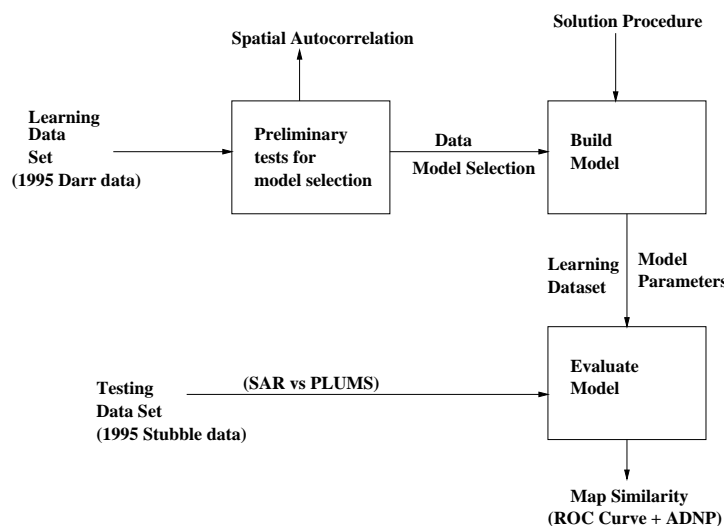 Spatial Autocorrelation
Solution Procedure
Learning
Data
Set
(1995 Darr data)
Preliminary
tests for
model selection
Data
Model Selection
Build
Model
Learning
Dataset
Model
Parameters
Testing
Data Set
(1995 Stubble data)
(SAR vs PLUMS)
Evaluate
Model
Map Similarity
(ROC Curve + ADNP)